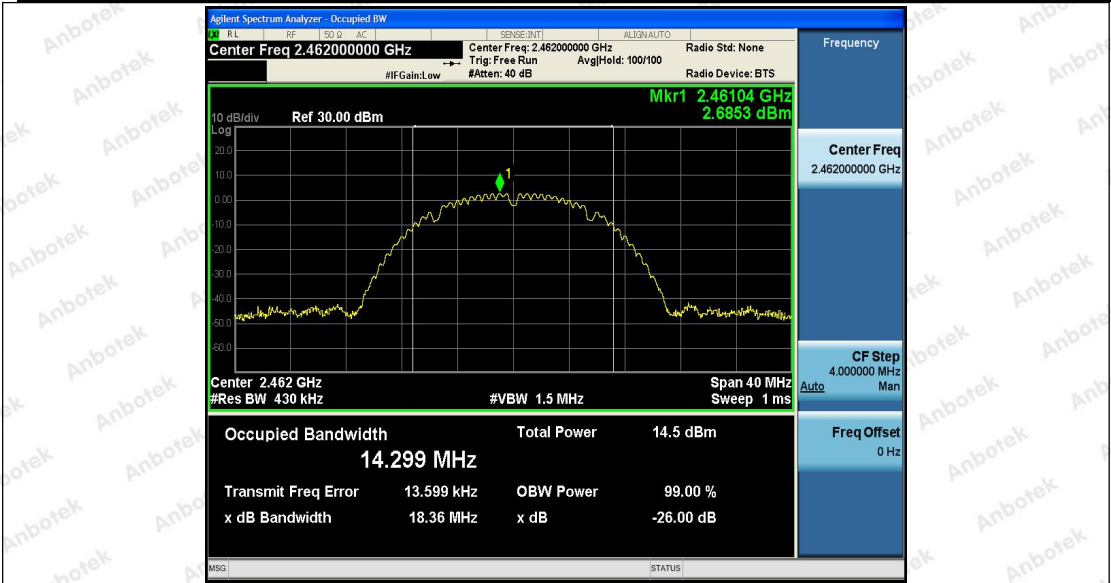 Agilent Spectrum Analyzer - Occupied BW
RL RF 50 Ω AC SENSE:INT ALIGNAUTO
Center Freq 2.462000000 GHz
Center Freq: 2.462000000 GHz
Radio Std: None
Trig: Free Run
Avg|Hold: 100/100
#IFGain:Low
#Atten: 40 dB
Radio Device: BTS
Mkr1 2.46104 GHz
2.6853 dBm
10 dB/div
Ref 30.00 dBm
Log
20.0
10.0
0.00
-10.0
-20.0
-30.0
-40.0
-50.0
-60.0
1
Center 2.462 GHz
Span 40 MHz
#Res BW 430 kHz
#VBW 1.5 MHz
Sweep 1 ms
Occupied Bandwidth
14.299 MHz
Total Power 14.5 dBm
Transmit Freq Error 13.599 kHz
OBW Power 99.00 %
x dB Bandwidth 18.36 MHz
x dB -26.00 dB
MSG
STATUS
Frequency
Center Freq
2.462000000 GHz
CF Step
4.000000 MHz
Auto Man
Freq Offset
0 Hz
Anbotek